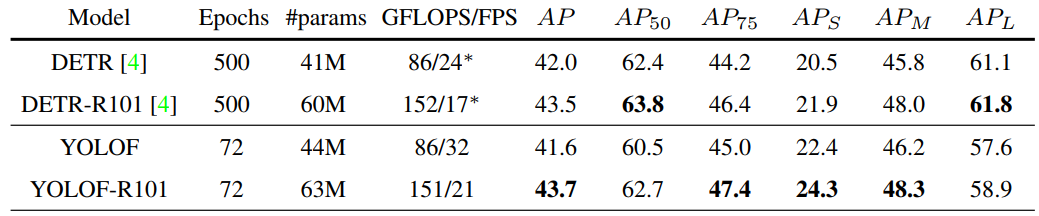 Model Epochs #params GFLOPS/FPS AP AP50 AP75 APS APM APL
DETR [4] 500 41M 86/24* 42.0 62.4 44.2 20.5 45.8 61.1
DETR-R101 [4] 500 60M 152/17* 43.5 63.8 46.4 21.9 48.0 61.8
YOLOF 72 44M 86/32 41.6 60.5 45.0 22.4 46.2 57.6
YOLOF-R101 72 63M 151/21 43.7 62.7 47.4 24.3 48.3 58.9